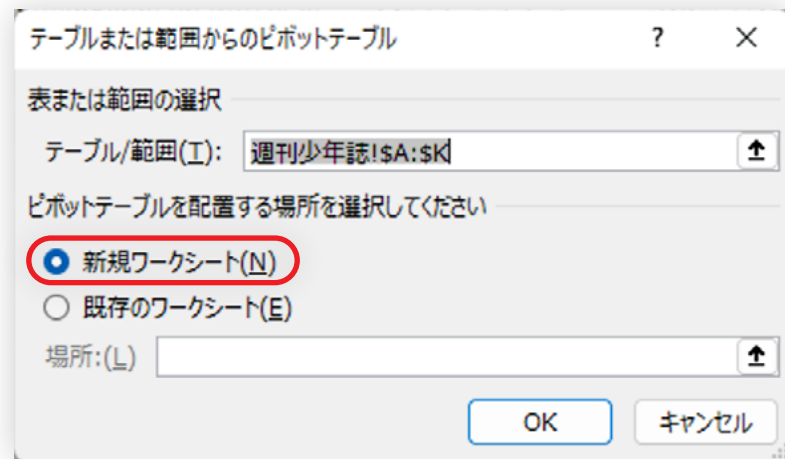 テーブルまたは範囲からのピボットテーブル ? ×
表または範囲の選択
テーブル/範囲(T): 週刊少年誌!$A:$K
ピボットテーブルを配置する場所を選択してください
新規ワークシート(N)
既存のワークシート(E)
場所:(L)
OK キャンセル